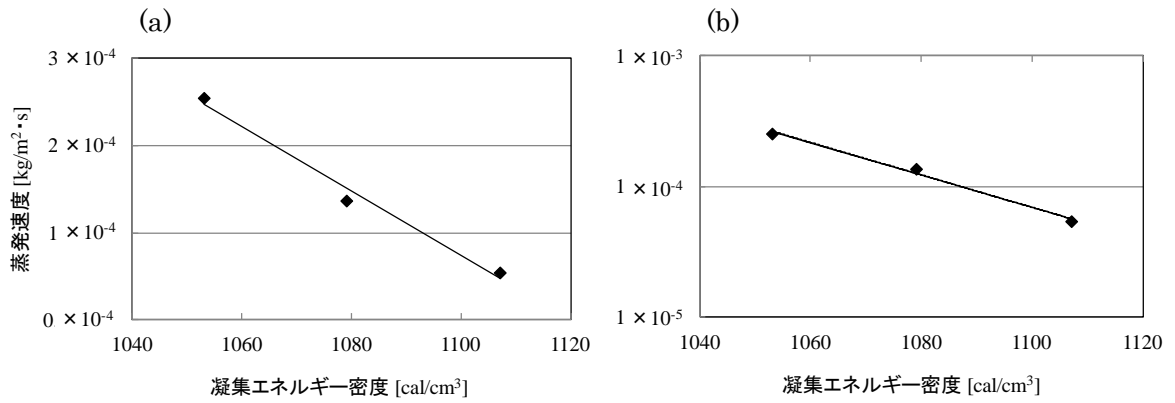 (a)
3 × 10⁻⁴
2 × 10⁻⁴
1 × 10⁻⁴
0 × 10⁻⁴
1040 1060 1080 1100 1120
蒸発速度 [kg/m²・s]
凝集エネルギー密度 [cal/cm³]
(b)
1 × 10⁻³
1 × 10⁻⁴
1 × 10⁻⁵
1040 1060 1080 1100 1120
凝集エネルギー密度 [cal/cm³]